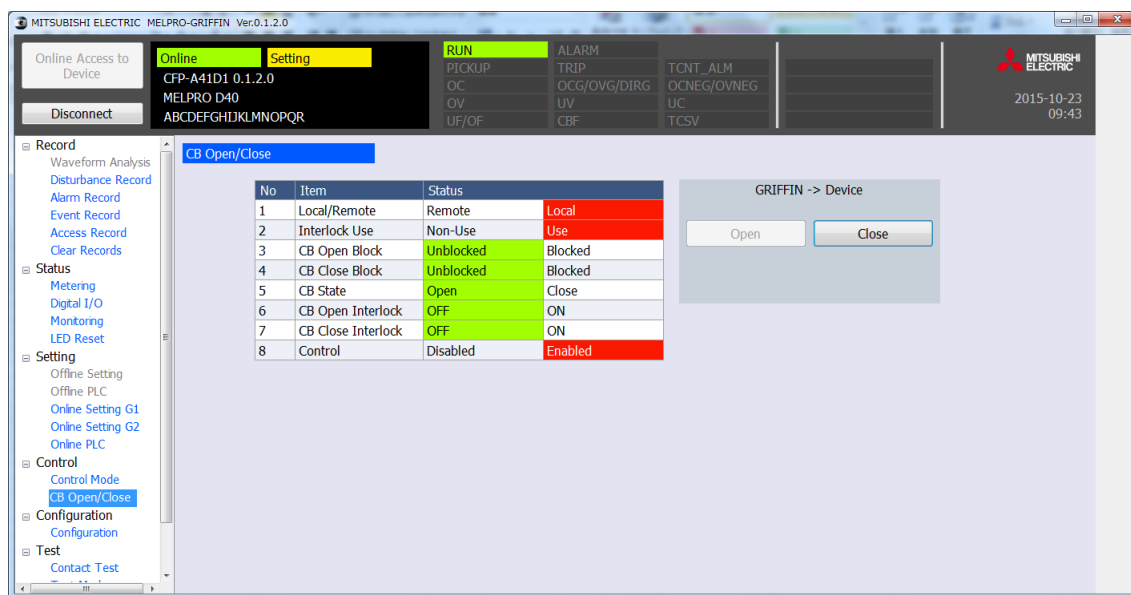 MITSUBISHI ELECTRIC MELPRO-GRIFFIN Ver.0.1.2.0
Online Access to Device
Disconnect
Online Setting
CFP-A41D1 0.1.2.0
MELPRO D40
ABCDEFGHIJKLMNOPQR
RUN ALARM
PICKUP TRIP TCNT_ALM
OC OCG/OVG/DIRG OCNEG/OVNEG
OV UV UC
UF/OF CBF TCSV
MITSUBISHI
ELECTRIC
2015-10-23
09:43
Record
Waveform Analysis
Disturbance Record
Alarm Record
Event Record
Access Record
Clear Records
Status
Metering
Digital I/O
Monitoring
LED Reset
Setting
Offline Setting
Offline PLC
Online Setting G1
Online Setting G2
Online PLC
Control
Control Mode
CB Open/Close
Configuration
Configuration
Test
Contact Test
CB Open/Close
No Item Status
1 Local/Remote Remote Local
2 Interlock Use Non-Use Use
3 CB Open Block Unblocked Blocked
4 CB Close Block Unblocked Blocked
5 CB State Open Close
6 CB Open Interlock OFF ON
7 CB Close Interlock OFF ON
8 Control Disabled Enabled
GRIFFIN -> Device
Open Close